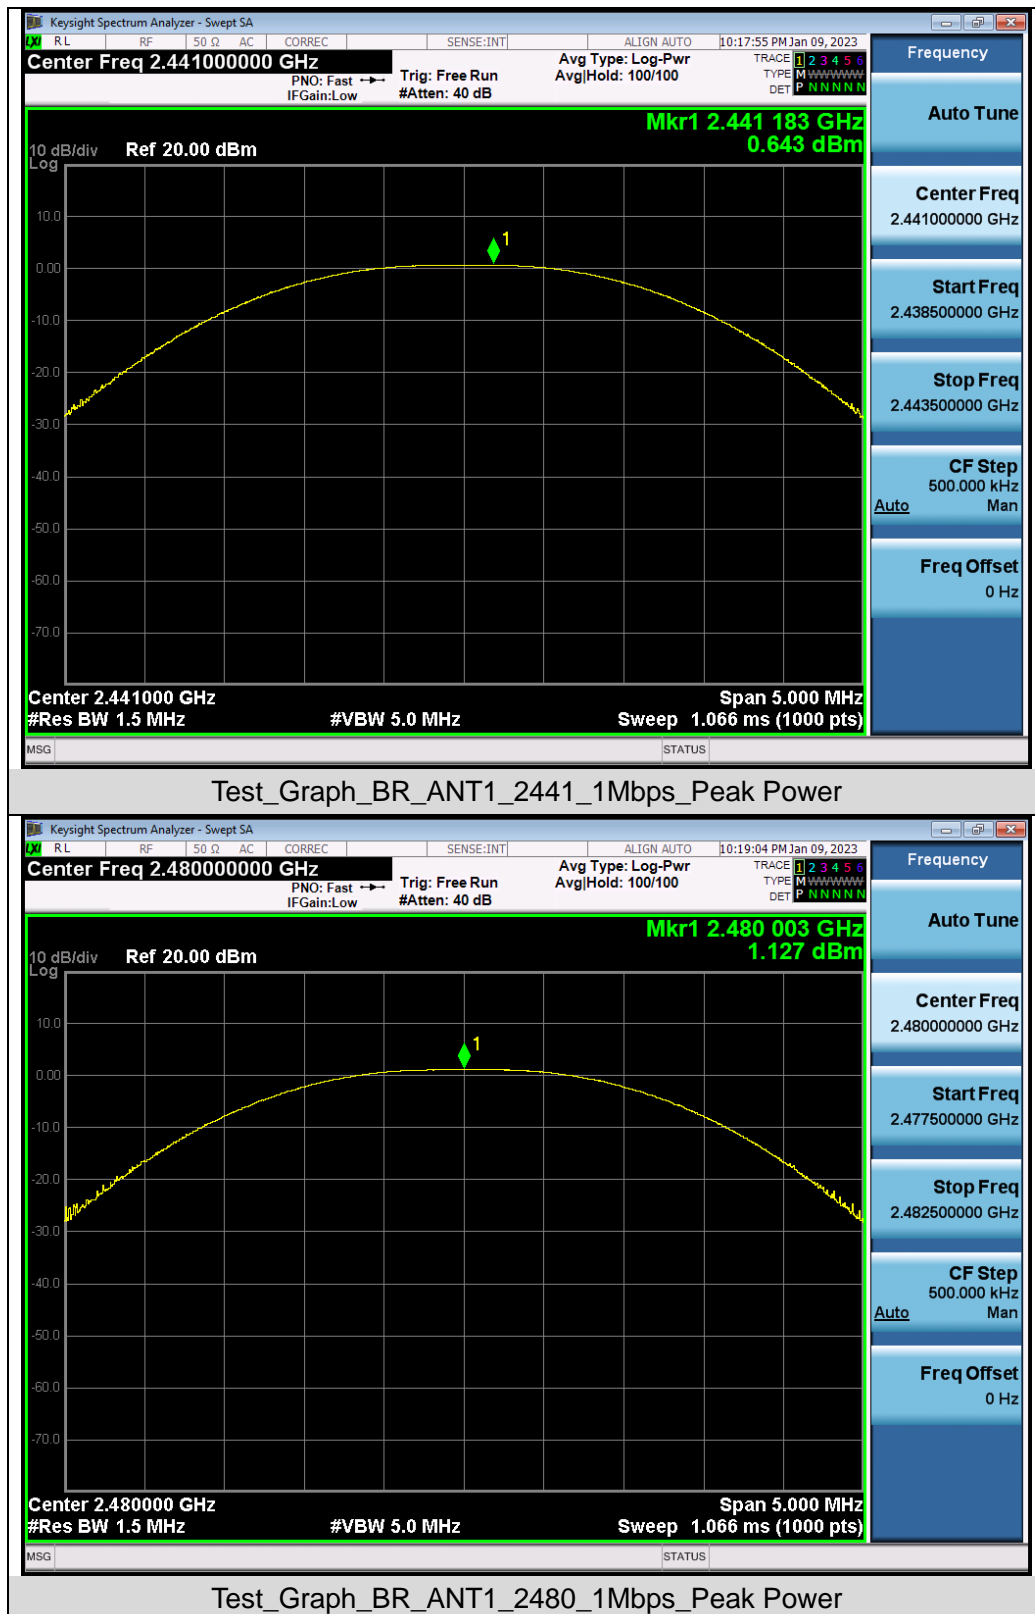 Keysight Spectrum Analyzer - Swept SA
LXI RL RF 50 Ω AC CORREC SENSE:INT ALIGN AUTO 10:17:55 PM Jan 09, 2023
Center Freq 2.441000000 GHz
PNO: Fast
IFGain:Low
Trig: Free Run
#Atten: 40 dB
Avg Type: Log-Pwr
Avg|Hold: 100/100
TRACE 1 2 3 4 5 6
TYPE M WWWWW
DET P N N N N N
Frequency
Mkr1 2.441 183 GHz
0.643 dBm
10 dB/div Ref 20.00 dBm
Log
10.0
0.00
-10.0
-20.0
-30.0
-40.0
-50.0
-60.0
-70.0
1
Center 2.441000 GHz Span 5.000 MHz
#Res BW 1.5 MHz #VBW 5.0 MHz Sweep 1.066 ms (1000 pts)
MSG STATUS
Auto Tune
Center Freq
2.441000000 GHz
Start Freq
2.438500000 GHz
Stop Freq
2.443500000 GHz
CF Step
500.000 kHz
Auto Man
Freq Offset
0 Hz
Test_Graph_BR_ANT1_2441_1Mbps_Peak Power
Keysight Spectrum Analyzer - Swept SA
LXI RL RF 50 Ω AC CORREC SENSE:INT ALIGN AUTO 10:19:04 PM Jan 09, 2023
Center Freq 2.480000000 GHz
PNO: Fast
IFGain:Low
Trig: Free Run
#Atten: 40 dB
Avg Type: Log-Pwr
Avg|Hold: 100/100
TRACE 1 2 3 4 5 6
TYPE M WWWWW
DET P N N N N N
Frequency
Mkr1 2.480 003 GHz
1.127 dBm
10 dB/div Ref 20.00 dBm
Log
10.0
0.00
-10.0
-20.0
-30.0
-40.0
-50.0
-60.0
-70.0
1
Center 2.480000 GHz Span 5.000 MHz
#Res BW 1.5 MHz #VBW 5.0 MHz Sweep 1.066 ms (1000 pts)
MSG STATUS
Auto Tune
Center Freq
2.480000000 GHz
Start Freq
2.477500000 GHz
Stop Freq
2.482500000 GHz
CF Step
500.000 kHz
Auto Man
Freq Offset
0 Hz
Test_Graph_BR_ANT1_2480_1Mbps_Peak Power